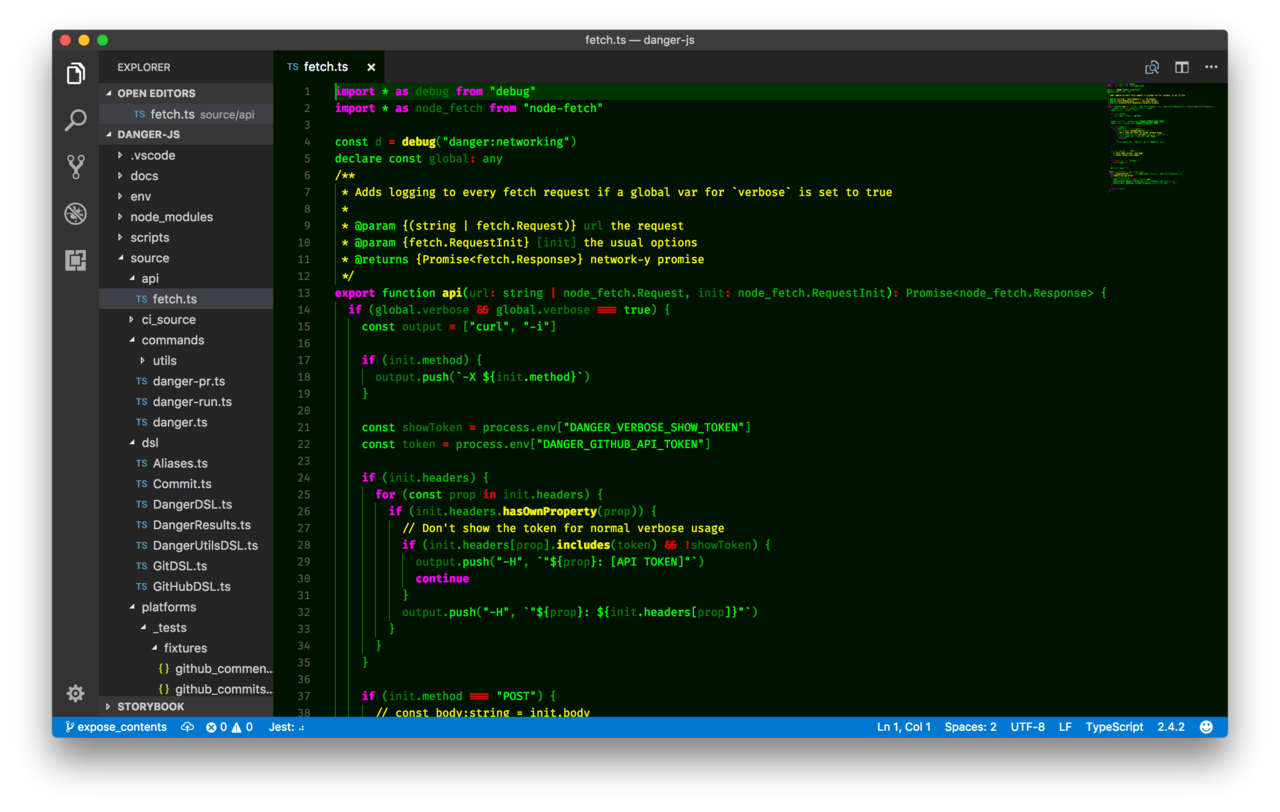 fetch.ts — danger-js
EXPLORER
OPEN EDITORS
TS fetch.ts source/api
DANGER-JS
.vscode
docs
env
node_modules
scripts
source
api
TS fetch.ts
ci_source
commands
utils
TS danger-pr.ts
TS danger-run.ts
TS danger.ts
dsl
TS Aliases.ts
TS Commit.ts
TS DangerDSL.ts
TS DangerResults.ts
TS DangerUtilsDSL.ts
TS GitDSL.ts
TS GitHubDSL.ts
platforms
_tests
fixtures
{} github_commen...
{} github_commits...
STORYBOOK
TS fetch.ts ×
1 import * as debug from "debug"
2 import * as node_fetch from "node-fetch"
3
4 const d = debug("danger:networking")
5 declare const global: any
6 /**
7 * Adds logging to every fetch request if a global var for `verbose` is set to true
8 *
9 * @param {(string | fetch.Request)} url the request
10 * @param {fetch.RequestInit} [init] the usual options
11 * @returns {Promise<fetch.Response>} network-y promise
12 */
13 export function api(url: string | node_fetch.Request, init: node_fetch.RequestInit): Promise<node_fetch.Response> {
14 if (global.verbose && global.verbose === true) {
15 const output = ["curl", "-i"]
16
17 if (init.method) {
18 output.push(`-X ${init.method}`)
19 }
20
21 const showToken = process.env["DANGER_VERBOSE_SHOW_TOKEN"]
22 const token = process.env["DANGER_GITHUB_API_TOKEN"]
23
24 if (init.headers) {
25 for (const prop in init.headers) {
26 if (init.headers.hasOwnProperty(prop)) {
27 // Don't show the token for normal verbose usage
28 if (init.headers[prop].includes(token) && !showToken) {
29 output.push("-H", `"${prop}: [API TOKEN]"`)
30 continue
31 }
32 output.push("-H", `"${prop}: ${init.headers[prop]}"`)
33 }
34 }
35 }
36
37 if (init.method === "POST") {
38 // const body:string = init.body
expose_contents 0 0 Jest: Ln 1, Col 1 Spaces: 2 UTF-8 LF TypeScript 2.4.2